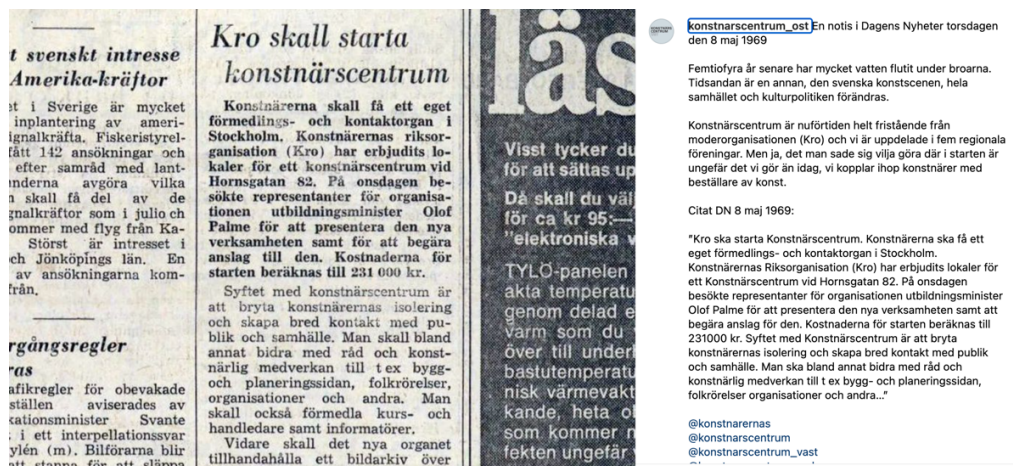 t svenskt intresse
Amerika-kräftor
et i Sverige är mycket
inplantering av ameri-
ignalkräfta. Fiskeristyrel-
fått 142 ansökningar och
efter samråd med lant-
nderna avgöra vilka
skall få del av de
gnalkräftor som i julio ch
ommer med flyg från Ka-
Störst är intresset i
ch Jönköpings län. En
av ansökningarna kom-
från.
rgångsregler
ras
afikregler för obevakade
ställen aviserades av
kationsminister Svante
i ett interpellationssvar
ylén (m). Bilförarna blir
att stanna för att släppa
Kro skall starta
konstnärscentrum
Konstnärerna skall få ett eget
förmedlings- och kontaktorgan i
Stockholm. Konstnärernas riksor-
ganisation (Kro) har erbjudits lo-
kaler för ett konstnärscentrum vid
Hornsgatan 82. På onsdagen be-
sökte representanter för organisa-
tionen utbildningsminister Olof
Palme för att presentera den nya
verksamheten samt för att begära
anslag till den. Kostnaderna för
starten beräknas till 231 000 kr.
Syftet med konstnärscentrum är
att bryta konstnärernas isolering
och skapa bred kontakt med pu-
blik och samhälle. Man skall bland
annat bidra med råd och konst-
närlig medverkan till t ex bygg-
och planeringssidan, folkrörelser,
organisationer och andra. Man
skall också förmedla kurs- och
handledare samt informatörer.
Vidare skall det nya organet
tillhandahålla ett bildarkiv över
läs
Visst tycker du
för att sättas up
Då skall du väl
för ca kr 95:—
"elektroniska v
TYLÖ-panelen
akta temperatu
genom delad e
varm som du
över till underl
bastutemperatu
nisk värmevakt
kande, heta ol
som kommer n
fekten ungefär
konstnarscentrum_ost En notis i Dagens Nyheter torsdagen
den 8 maj 1969
Femtiofyra år senare har mycket vatten flutit under broarna.
Tidsandan är en annan, den svenska konstscenen, hela
samhället och kulturpolitiken förändras.
Konstnärscentrum är nuförtiden helt fristående från
moderorganisationen (Kro) och vi är uppdelade i fem regionala
föreningar. Men ja, det man sade sig vilja göra där i starten är
ungefär det vi gör än idag, vi kopplar ihop konstnärer med
beställare av konst.
Citat DN 8 maj 1969:
"Kro ska starta Konstnärscentrum. Konstnärerna ska få ett
eget förmedlings- och kontaktorgan i Stockholm.
Konstnärernas Riksorganisation (Kro) har erbjudits lokaler för
ett Konstnärscentrum vid Hornsgatan 82. På onsdagen
besökte representanter för organisationen utbildningsminister
Olof Palme för att presentera den nya verksamheten samt att
begära anslag för den. Kostnaderna för starten beräknas till
231000 kr. Syftet med Konstnärscentrum är att bryta
konstnärernas isolering och skapa bred kontakt med publik
och samhälle. Man ska bland annat bidra med råd och
konstnärlig medverkan till t ex bygg- och planeringssidan,
folkrörelser organisationer och andra..."
@konstnarernas
@konstnarscentrum
@konstnarscentrum_vast